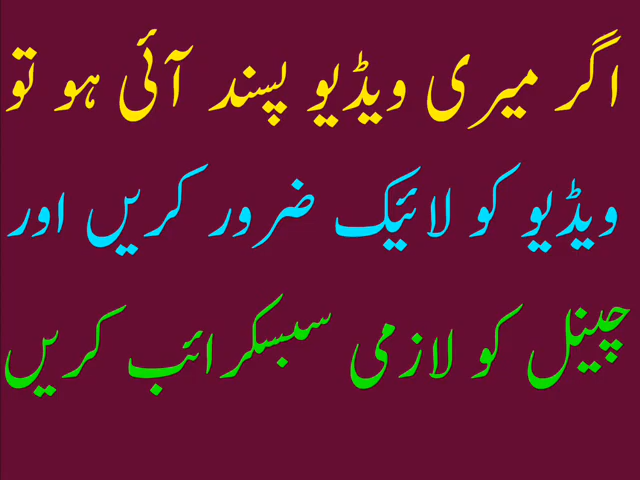 اگر میری ویڈیو پسند آئی ہو تو
ویڈیو کو لائیک ضرور کریں اور
چینل کو لازمی سبسکرائب کریں